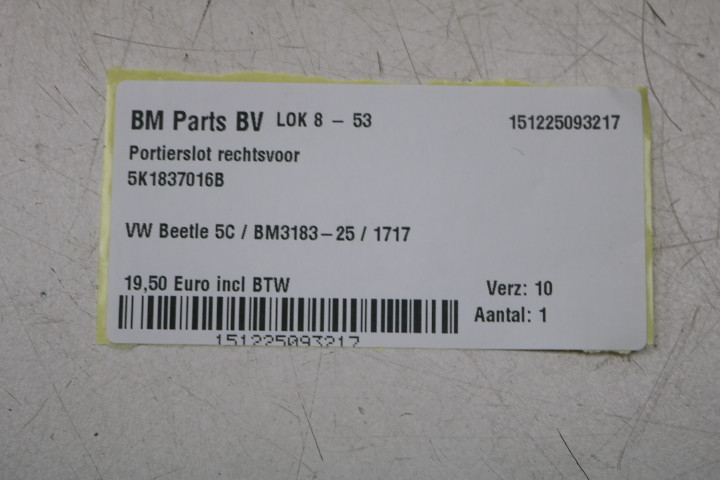 BM Parts BV LOK 8 - 53 151225093217
Portierslot rechtsvoor
5K1837016B
VW Beetle 5C / BM3183-25 / 1717
19,50 Euro incl BTW Verz: 10
Aantal: 1
151225093217